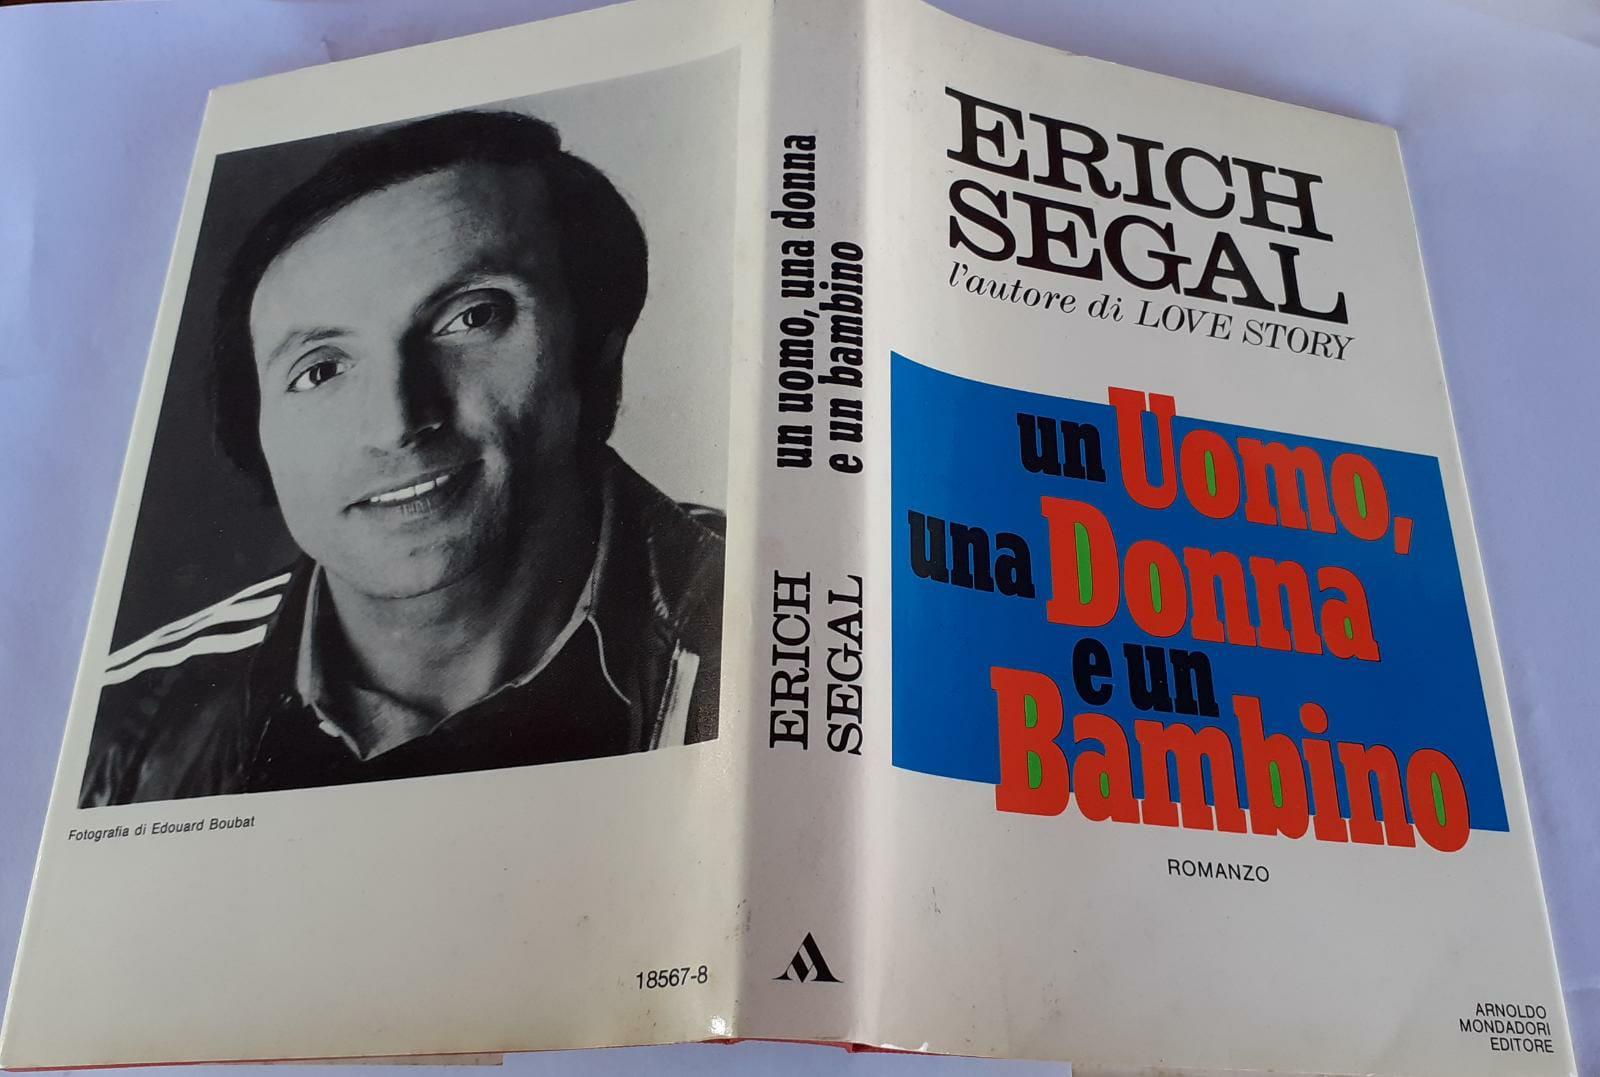 Fotografia di Edouard Boubat
18567-8
un uomo, una donna
e un bambino
ERICH
SEGAL
ERICH
SEGAL
l'autore di LOVE STORY
un Uomo,
una Donna
e un
Bambino
ROMANZO
ARNOLDO
MONDADORI
EDITORE